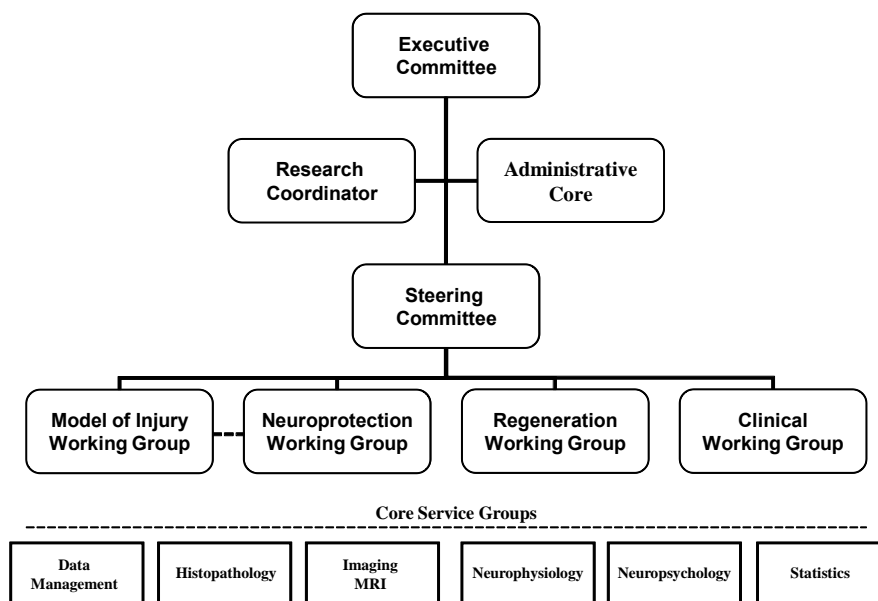 Executive
Committee
Research
Coordinator
Administrative
Core
Steering
Committee
Model of Injury
Working Group
Neuroprotection
Working Group
Regeneration
Working Group
Clinical
Working Group
Core Service Groups
Data
Management
Histopathology
Imaging
MRI
Neurophysiology
Neuropsychology
Statistics